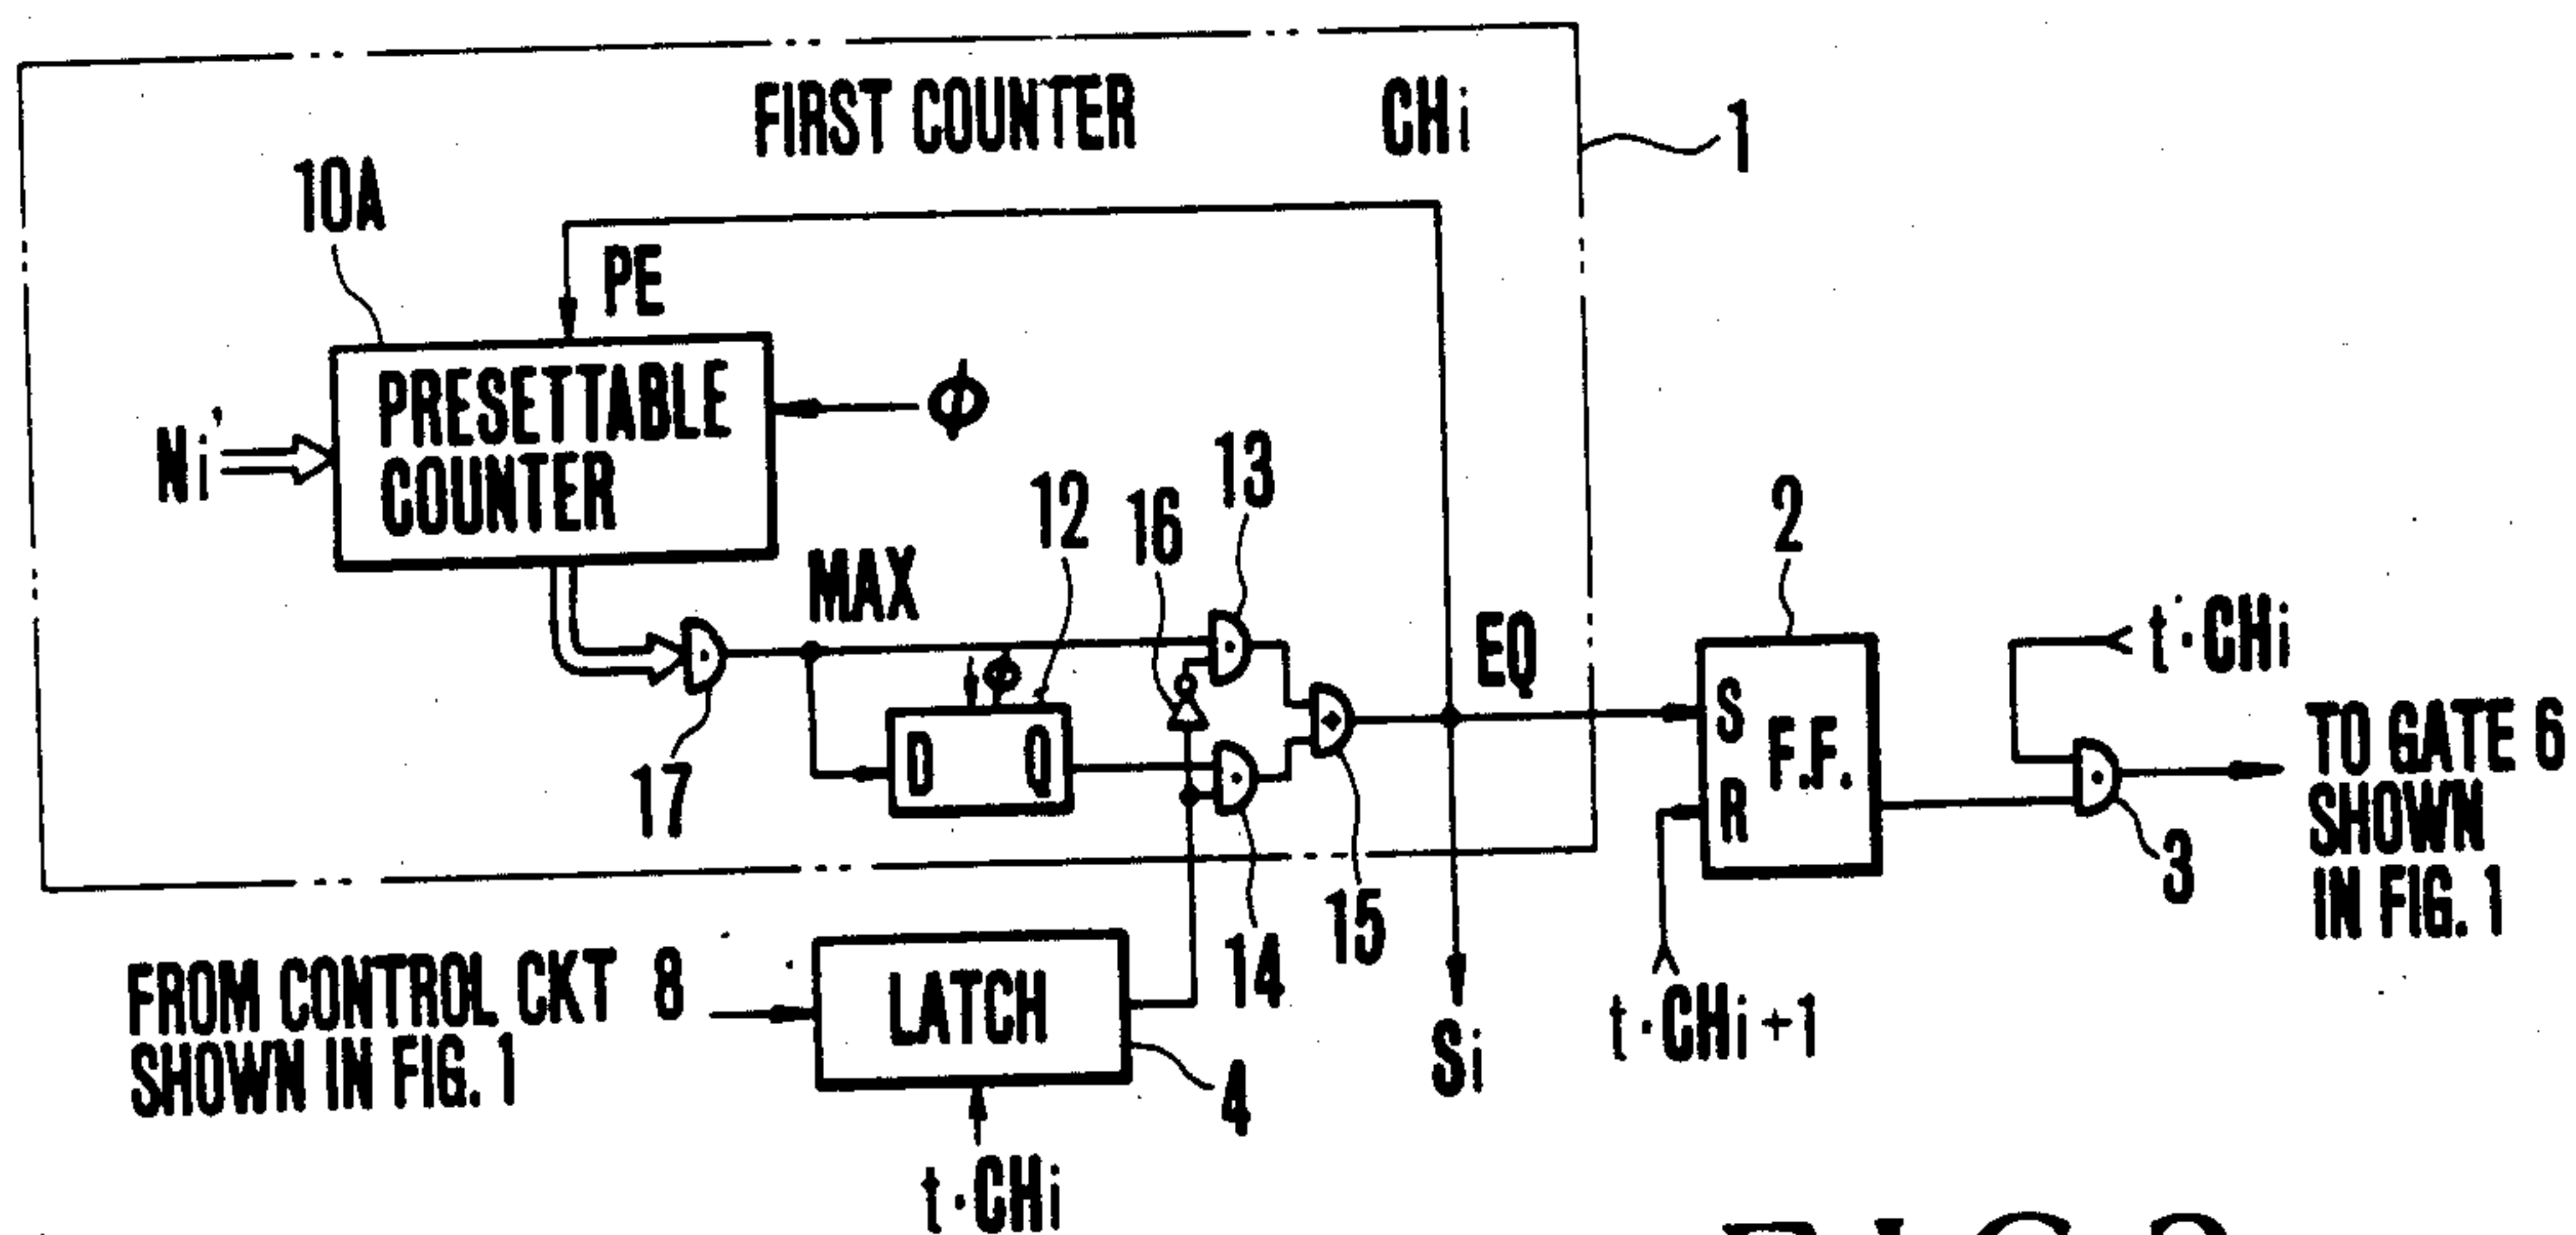 FIRST COUNTER
CHi
1
10A
PE
PRESETTABLE
COUNTER
Ni'
ϕ
MAX
12
16
13
ϕ
D Q
17
EQ
2
S
F.F.
R
t·CHi
TO GATE 6
SHOWN
IN FIG. 1
3
14
15
FROM CONTROL CKT 8
SHOWN IN FIG. 1
LATCH
4
t·CHi
Si
t·CHi+1